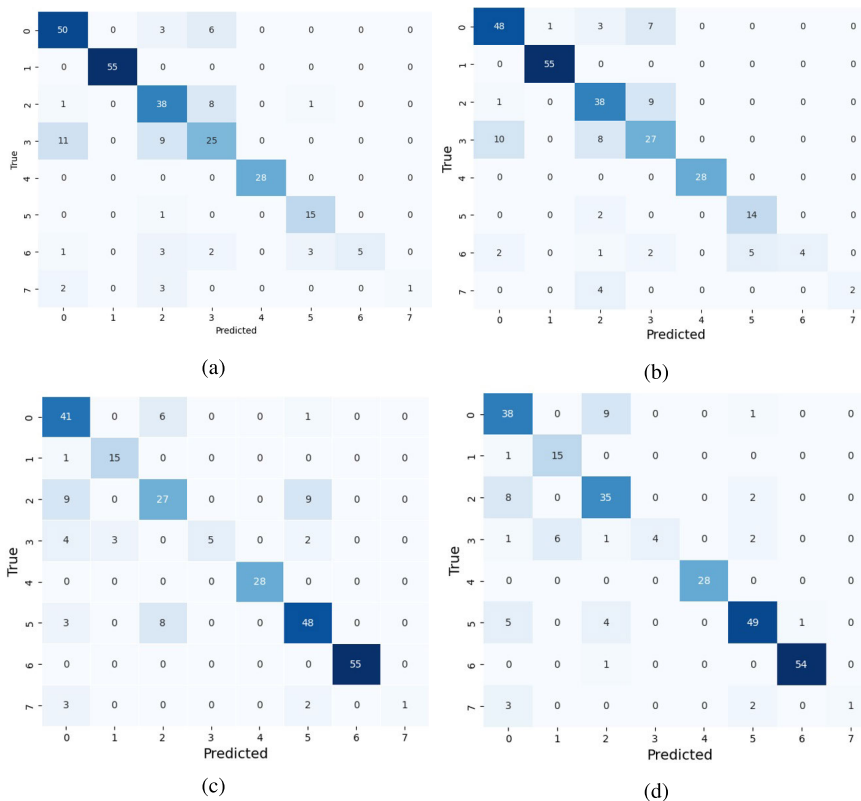 0 50 0 3 6 0 0 0 0
1 0 55 0 0 0 0 0 0
2 1 0 38 8 0 1 0 0
3 11 0 9 25 0 0 0 0
4 0 0 0 0 28 0 0 0
5 0 0 1 0 0 15 0 0
6 1 0 3 2 0 3 5 0
7 2 0 3 0 0 0 0 1
0 1 2 3 4 5 6 7
True
Predicted
(a)
0 48 1 3 7 0 0 0 0
1 0 55 0 0 0 0 0 0
2 1 0 38 9 0 0 0 0
3 10 0 8 27 0 0 0 0
4 0 0 0 0 28 0 0 0
5 0 0 2 0 0 14 0 0
6 2 0 1 2 0 5 4 0
7 0 0 4 0 0 0 0 2
0 1 2 3 4 5 6 7
True
Predicted
(b)
0 41 0 6 0 0 1 0 0
1 1 15 0 0 0 0 0 0
2 9 0 27 0 0 9 0 0
3 4 3 0 5 0 2 0 0
4 0 0 0 0 28 0 0 0
5 3 0 8 0 0 48 0 0
6 0 0 0 0 0 0 55 0
7 3 0 0 0 0 2 0 1
0 1 2 3 4 5 6 7
True
Predicted
(c)
0 38 0 9 0 0 1 0 0
1 1 15 0 0 0 0 0 0
2 8 0 35 0 0 2 0 0
3 1 6 1 4 0 2 0 0
4 0 0 0 0 28 0 0 0
5 5 0 4 0 0 49 1 0
6 0 0 1 0 0 0 54 0
7 3 0 0 0 0 2 0 1
0 1 2 3 4 5 6 7
True
Predicted
(d)